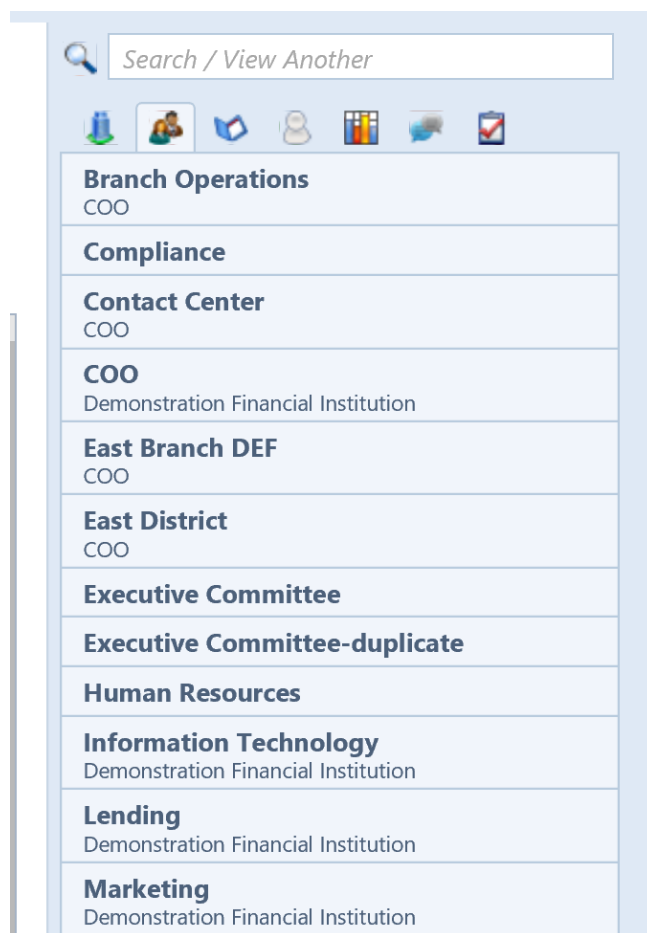 Search / View Another
Branch Operations
COO
Compliance
Contact Center
COO
COO
Demonstration Financial Institution
East Branch DEF
COO
East District
COO
Executive Committee
Executive Committee-duplicate
Human Resources
Information Technology
Demonstration Financial Institution
Lending
Demonstration Financial Institution
Marketing
Demonstration Financial Institution